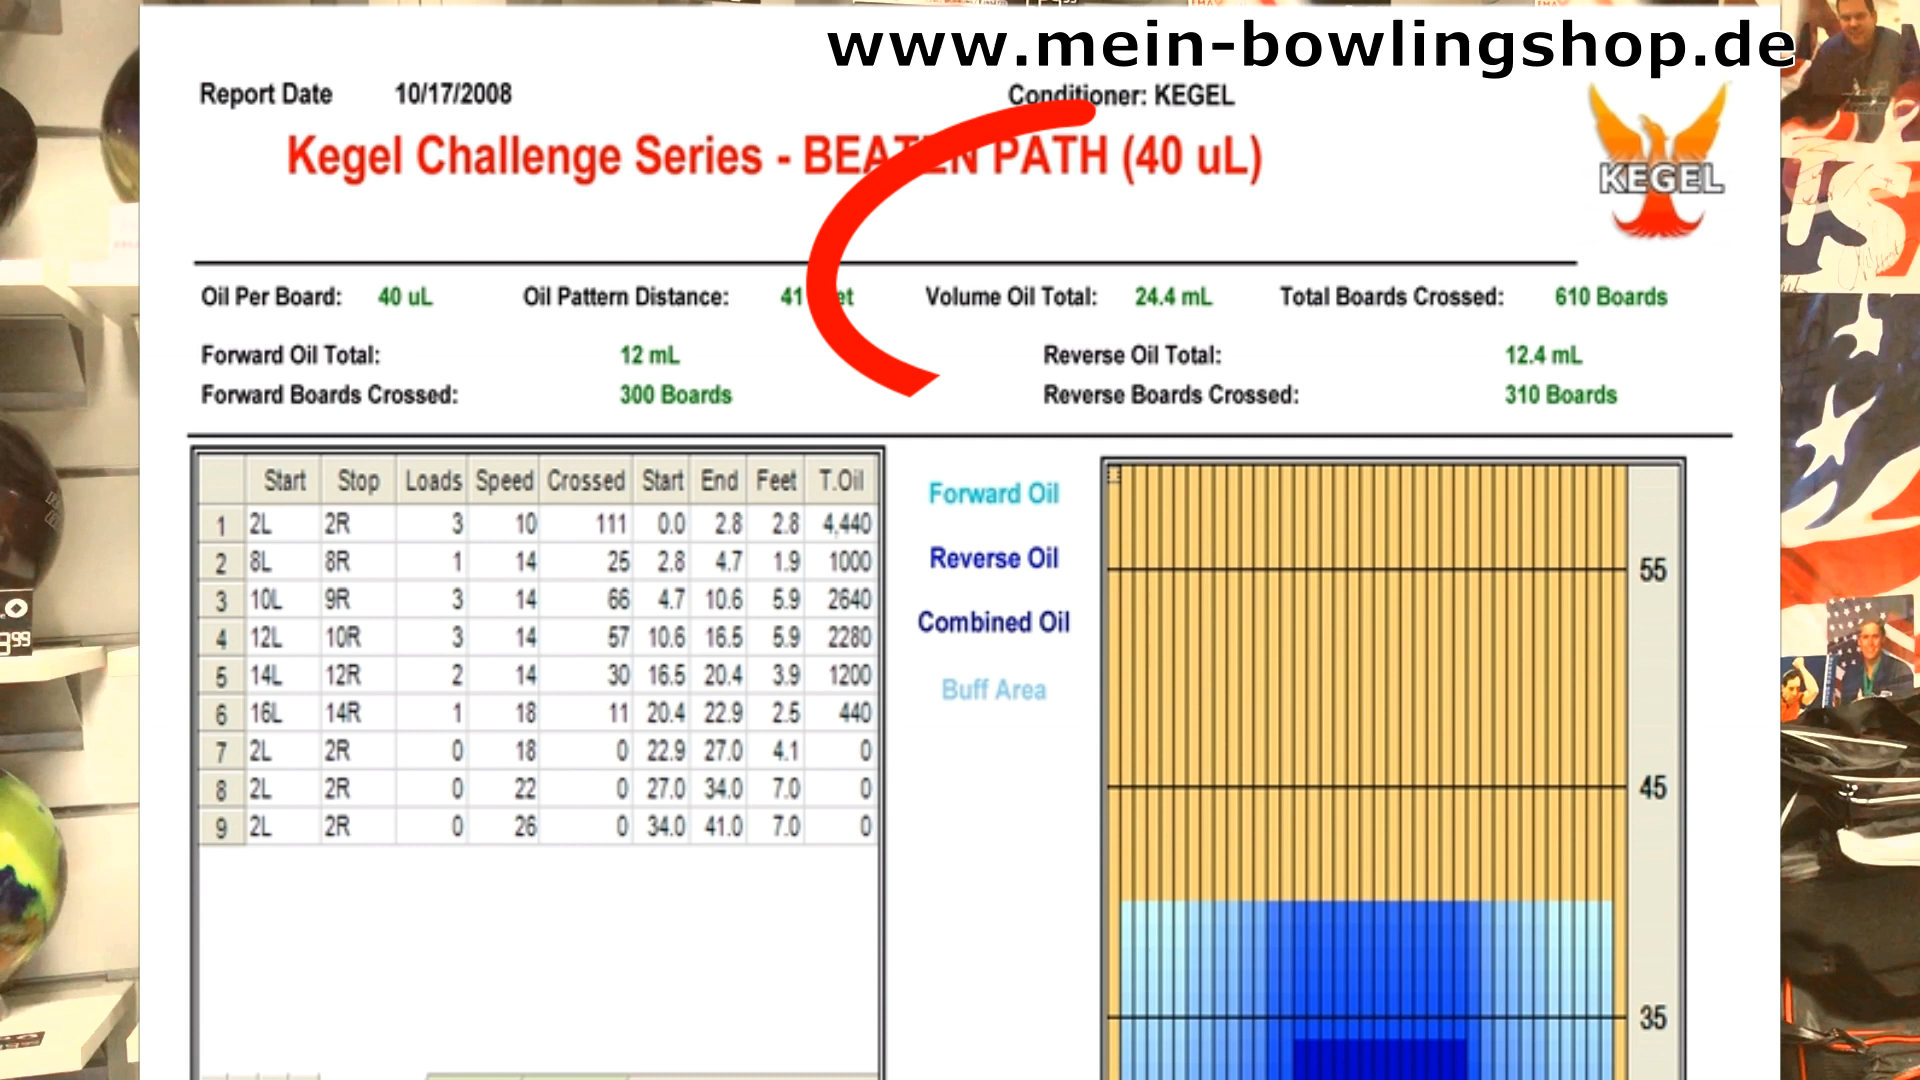 www.mein-bowlingshop.de
Report Date 10/17/2008 Conditioner: KEGEL
Kegel Challenge Series - BEATEN PATH (40 uL)
KEGEL
Oil Per Board: 40 uL Oil Pattern Distance: 41 Volume Oil Total: 24.4 mL Total Boards Crossed: 610 Boards
Forward Oil Total: 12 mL Reverse Oil Total: 12.4 mL
Forward Boards Crossed: 300 Boards Reverse Boards Crossed: 310 Boards
Start Stop Loads Speed Crossed Start End Feet T.Oil
1 2L 2R 3 10 111 0.0 2.8 2.8 4,440
2 8L 8R 1 14 25 2.8 4.7 1.9 1000
3 10L 9R 3 14 66 4.7 10.6 5.9 2640
4 12L 10R 3 14 57 10.6 16.5 5.9 2280
5 14L 12R 2 14 30 16.5 20.4 3.9 1200
6 16L 14R 1 18 11 20.4 22.9 2.5 440
7 2L 2R 0 18 0 22.9 27.0 4.1 0
8 2L 2R 0 22 0 27.0 34.0 7.0 0
9 2L 2R 0 26 0 34.0 41.0 7.0 0
Forward Oil
Reverse Oil
Combined Oil
Buff Area
55
45
35